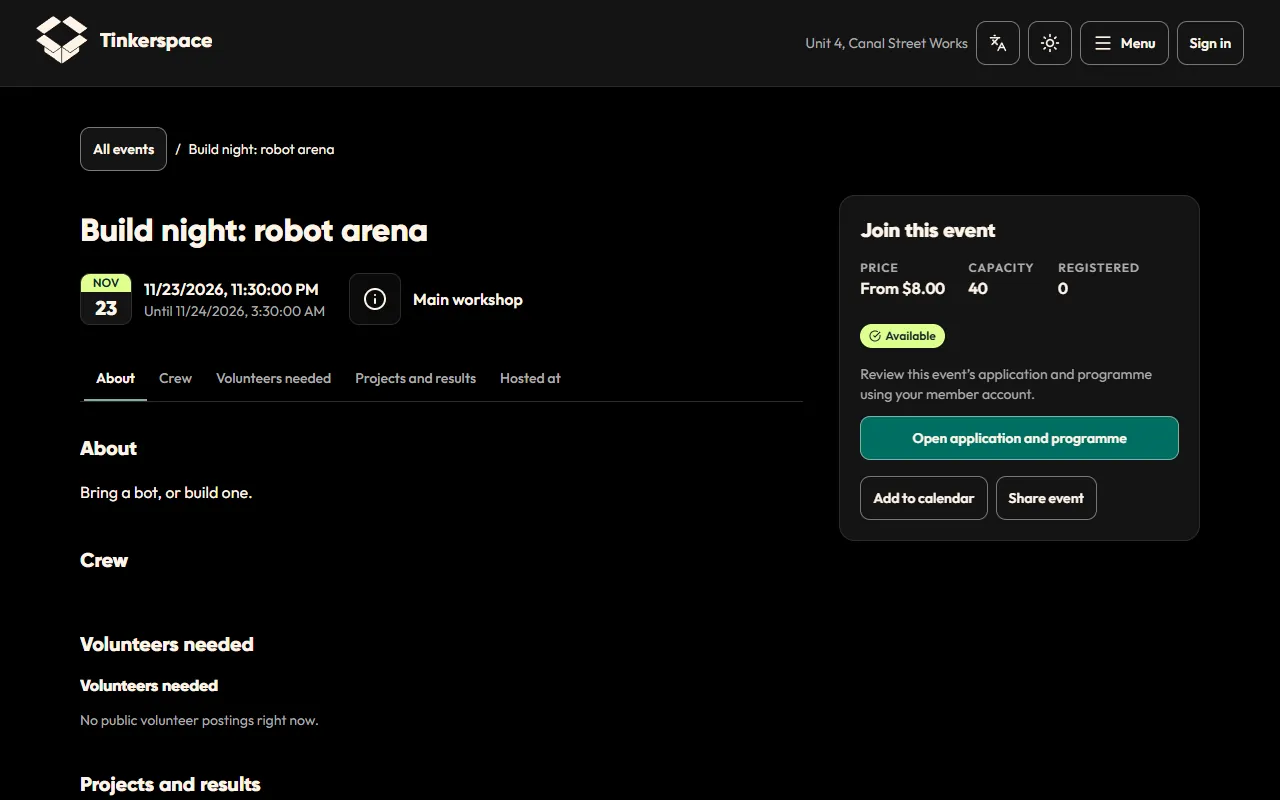 Tinkerspace
Unit 4, Canal Street Works
Menu
Sign in
All events / Build night: robot arena
Build night: robot arena
NOV
23
11/23/2026, 11:30:00 PM
Until 11/24/2026, 3:30:00 AM
Main workshop
About
Crew
Volunteers needed
Projects and results
Hosted at
About
Bring a bot, or build one.
Crew
Volunteers needed
Volunteers needed
No public volunteer postings right now.
Projects and results
Join this event
PRICE
From $8.00
CAPACITY
40
REGISTERED
0
Available
Review this event’s application and programme
using your member account.
Open application and programme
Add to calendar
Share event